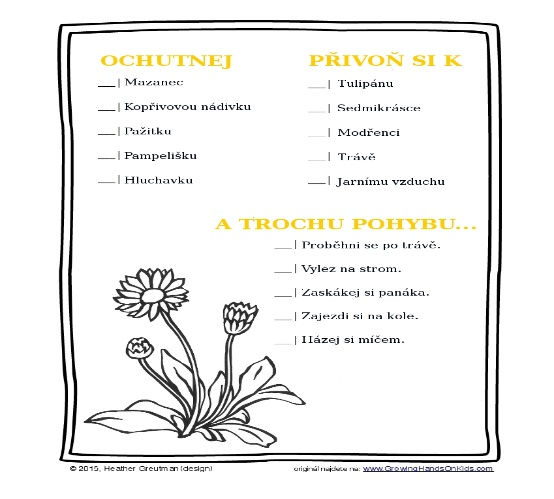 OCHUTNEJ
___| Mazanec
___| Kopřivovou nádivku
___| Pažitku
___| Pampelišku
___| Hluchavku
PŘIVOŇ SI K
___| Tulipánu
___| Sedmikrásce
___| Modřenci
___| Trávě
___| Jarnímu vzduchu
A TROCHU POHYBU...
___| Proběhni se po trávě.
___| Vylez na strom.
___| Zaskákej si panáka.
___| Zajezdi si na kole.
___| Házej si míčem.
© 2015, Heather Greutman (design)
originál najdete na: www.GrowingHandsOnKids.com